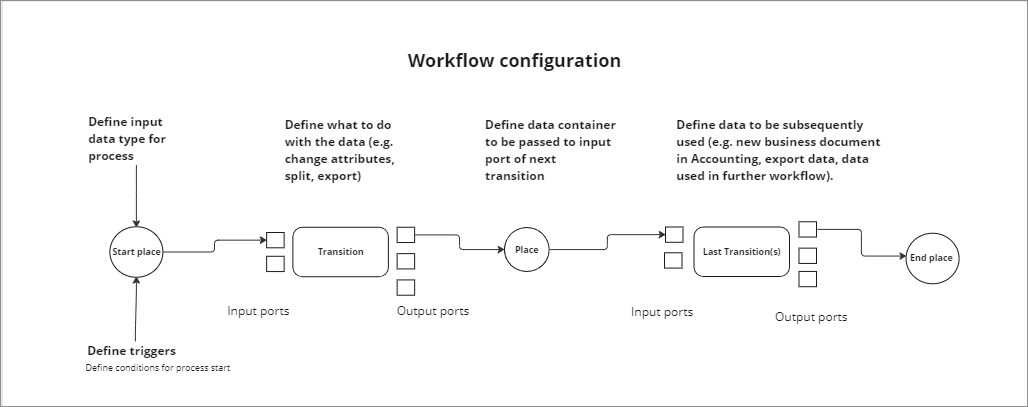 Workflow configuration
Define input
data type for
process
Define what to do
with the data (e.g.
change attributes,
split, export)
Define data container
to be passed to input
port of next
transition
Define data to be subsequently
used (e.g. new business document
in Accounting, export data, data
used in further workflow).
Start place
Transition
Place
Last Transition(s)
End place
Input ports
Output ports
Input ports
Output ports
Define triggers
Define conditions for process start